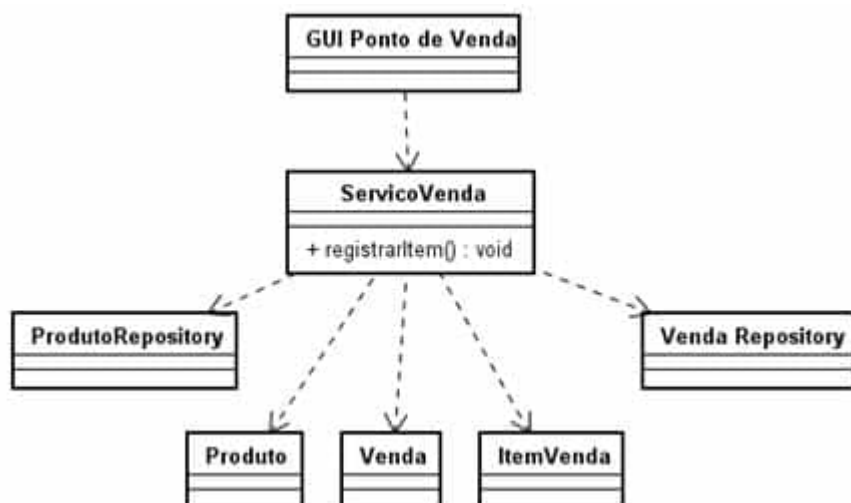 GUI Ponto de Venda
ServicoVenda
+ registrarItem() : void
ProdutoRepository
Venda Repository
Produto
Venda
ItemVenda